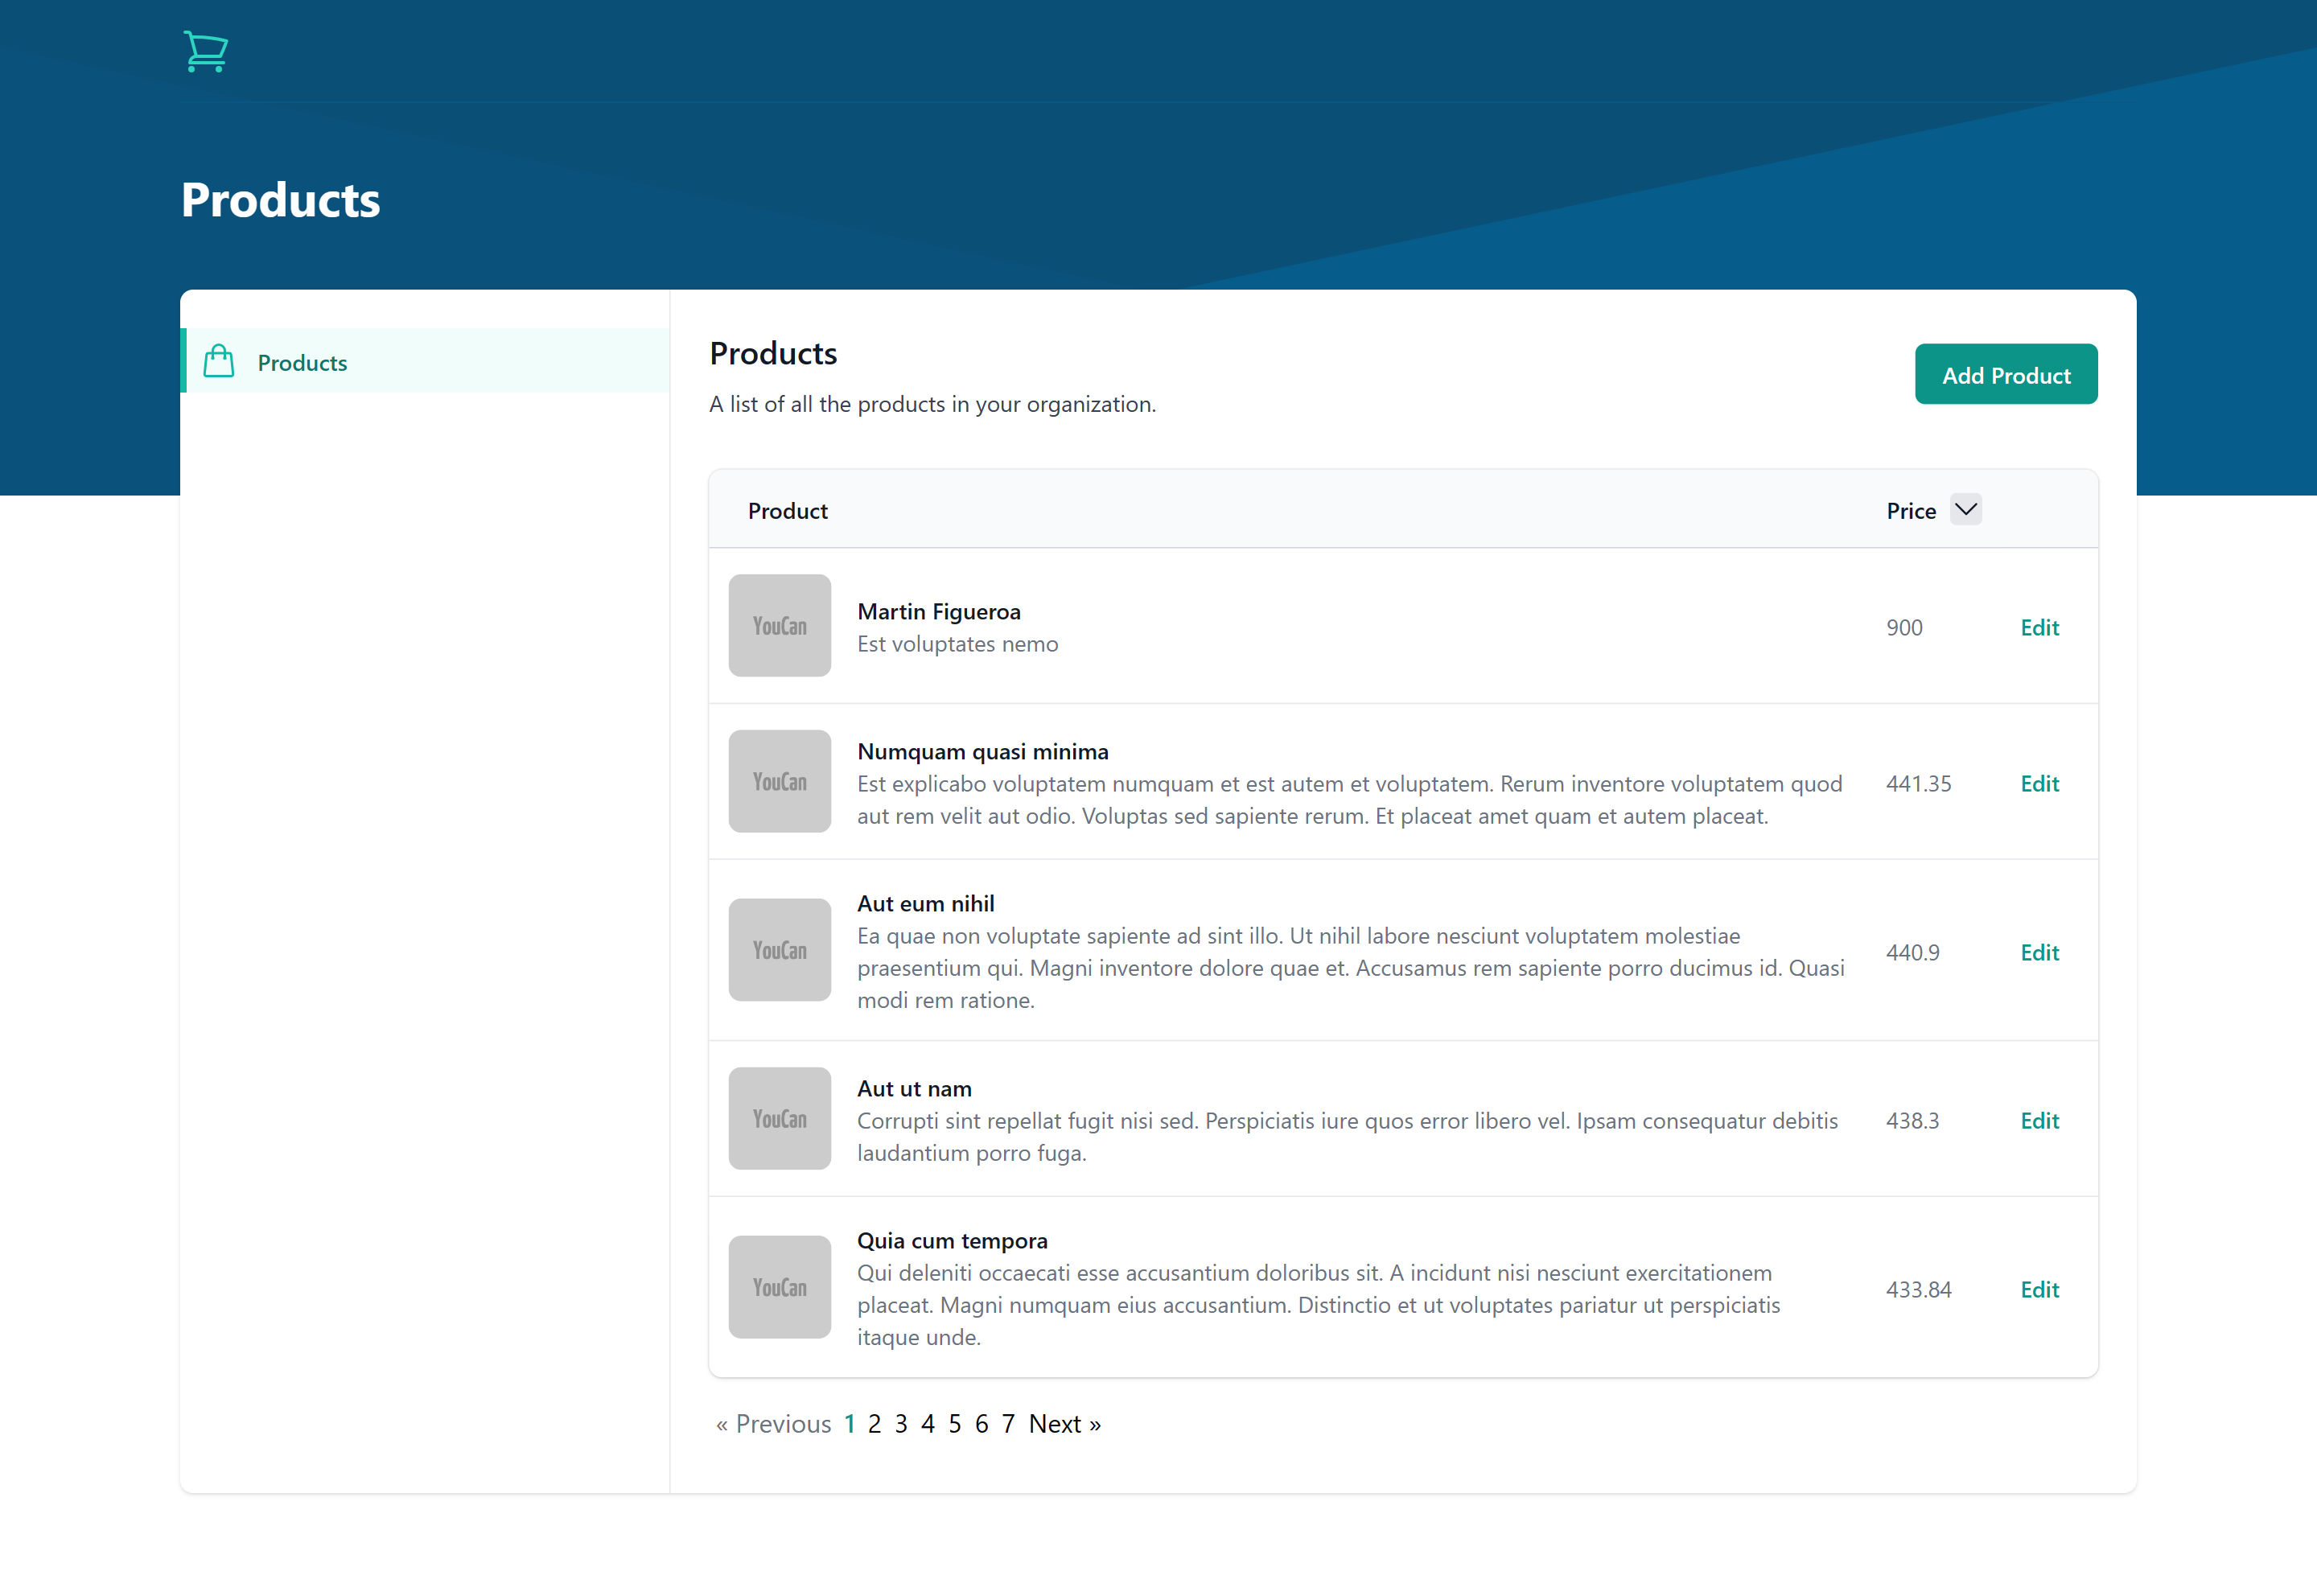 Products
Products
Products
Add Product
A list of all the products in your organization.
Product
Price
YouCan
Martin Figueroa
Est voluptates nemo
900
Edit
YouCan
Numquam quasi minima
Est explicabo voluptatem numquam et est autem et voluptatem. Rerum inventore voluptatem quod
aut rem velit aut odio. Voluptas sed sapiente rerum. Et placeat amet quam et autem placeat.
441.35
Edit
YouCan
Aut eum nihil
Ea quae non voluptate sapiente ad sint illo. Ut nihil labore nesciunt voluptatem molestiae
praesentium qui. Magni inventore dolore quae et. Accusamus rem sapiente porro ducimus id. Quasi
modi rem ratione.
440.9
Edit
YouCan
Aut ut nam
Corrupti sint repellat fugit nisi sed. Perspiciatis iure quos error libero vel. Ipsam consequatur debitis
laudantium porro fuga.
438.3
Edit
YouCan
Quia cum tempora
Qui deleniti occaecati esse accusantium doloribus sit. A incidunt nisi nesciunt exercitationem
placeat. Magni numquam eius accusantium. Distinctio et ut voluptates pariatur ut perspiciatis
itaque unde.
433.84
Edit
« Previous 1 2 3 4 5 6 7 Next »